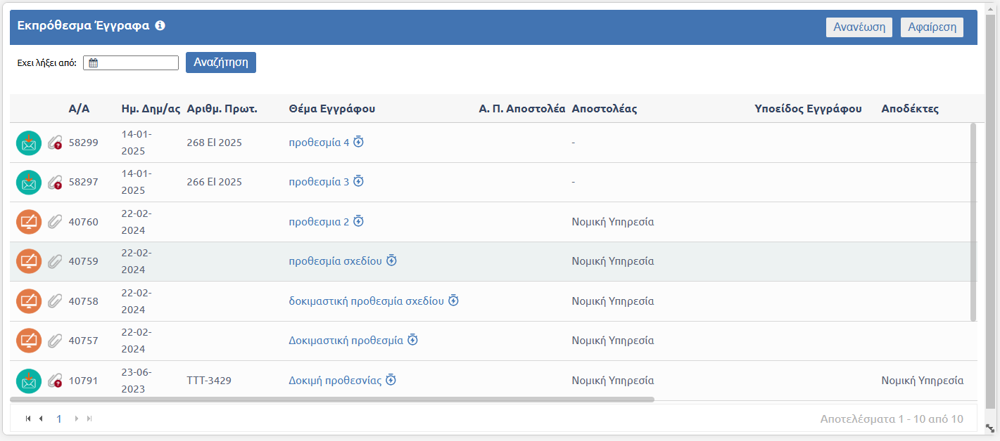 Εκπρόθεσμα Έγγραφα
Ανανέωση Αφαίρεση
Εχει λήξει από: Αναζήτηση
Α/Α Ημ. Δημ/ας Αριθμ. Πρωτ. Θέμα Εγγράφου Α. Π. Αποστολέα Αποστολέας Υποείδος Εγγράφου Αποδέκτες
14-01-
58299 268 EI 2025 προθεσμία 4 -
2025
14-01-
58297 266 EI 2025 προθεσμία 3 -
2025
22-02-
40760 προθεσμια 2 Νομική Υπηρεσία
2024
22-02-
40759 προθεσμία σχεδίου Νομική Υπηρεσία
2024
22-02-
40758 δοκιμαστική προθεσμία σχεδίου Νομική Υπηρεσία
2024
22-02-
40757 Δοκιμαστική προθεσμία Νομική Υπηρεσία
2024
23-06-
10791 TTT-3429 Δοκιμή προθεσνίας Νομική Υπηρεσία Νομική Υπηρεσία
2023
1 Αποτελέσματα 1 - 10 από 10